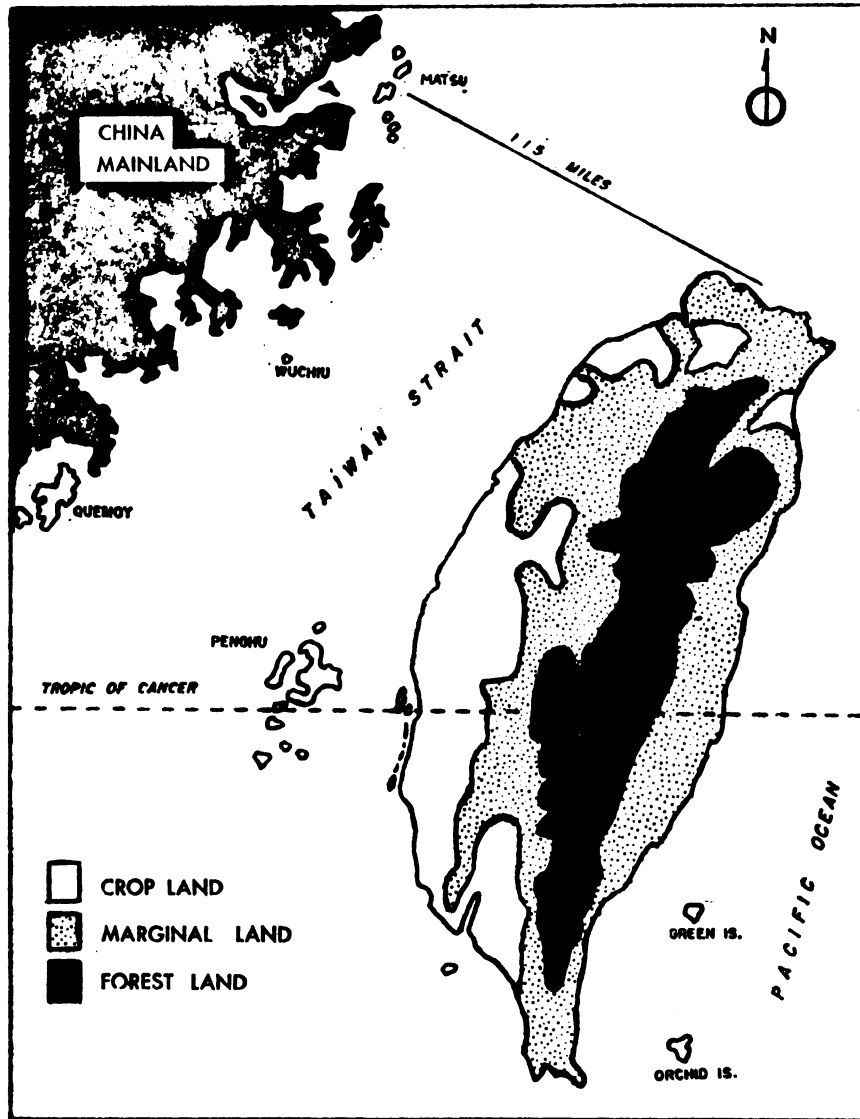 N
MATSU
CHINA
MAINLAND
115 MILES
TAIWAN STRAIT
WUCHIU
QUEMOY
PENGHU
TROPIC OF CANCER
PACIFIC OCEAN
CROP LAND
MARGINAL LAND
FOREST LAND
GREEN IS.
ORCHID IS.